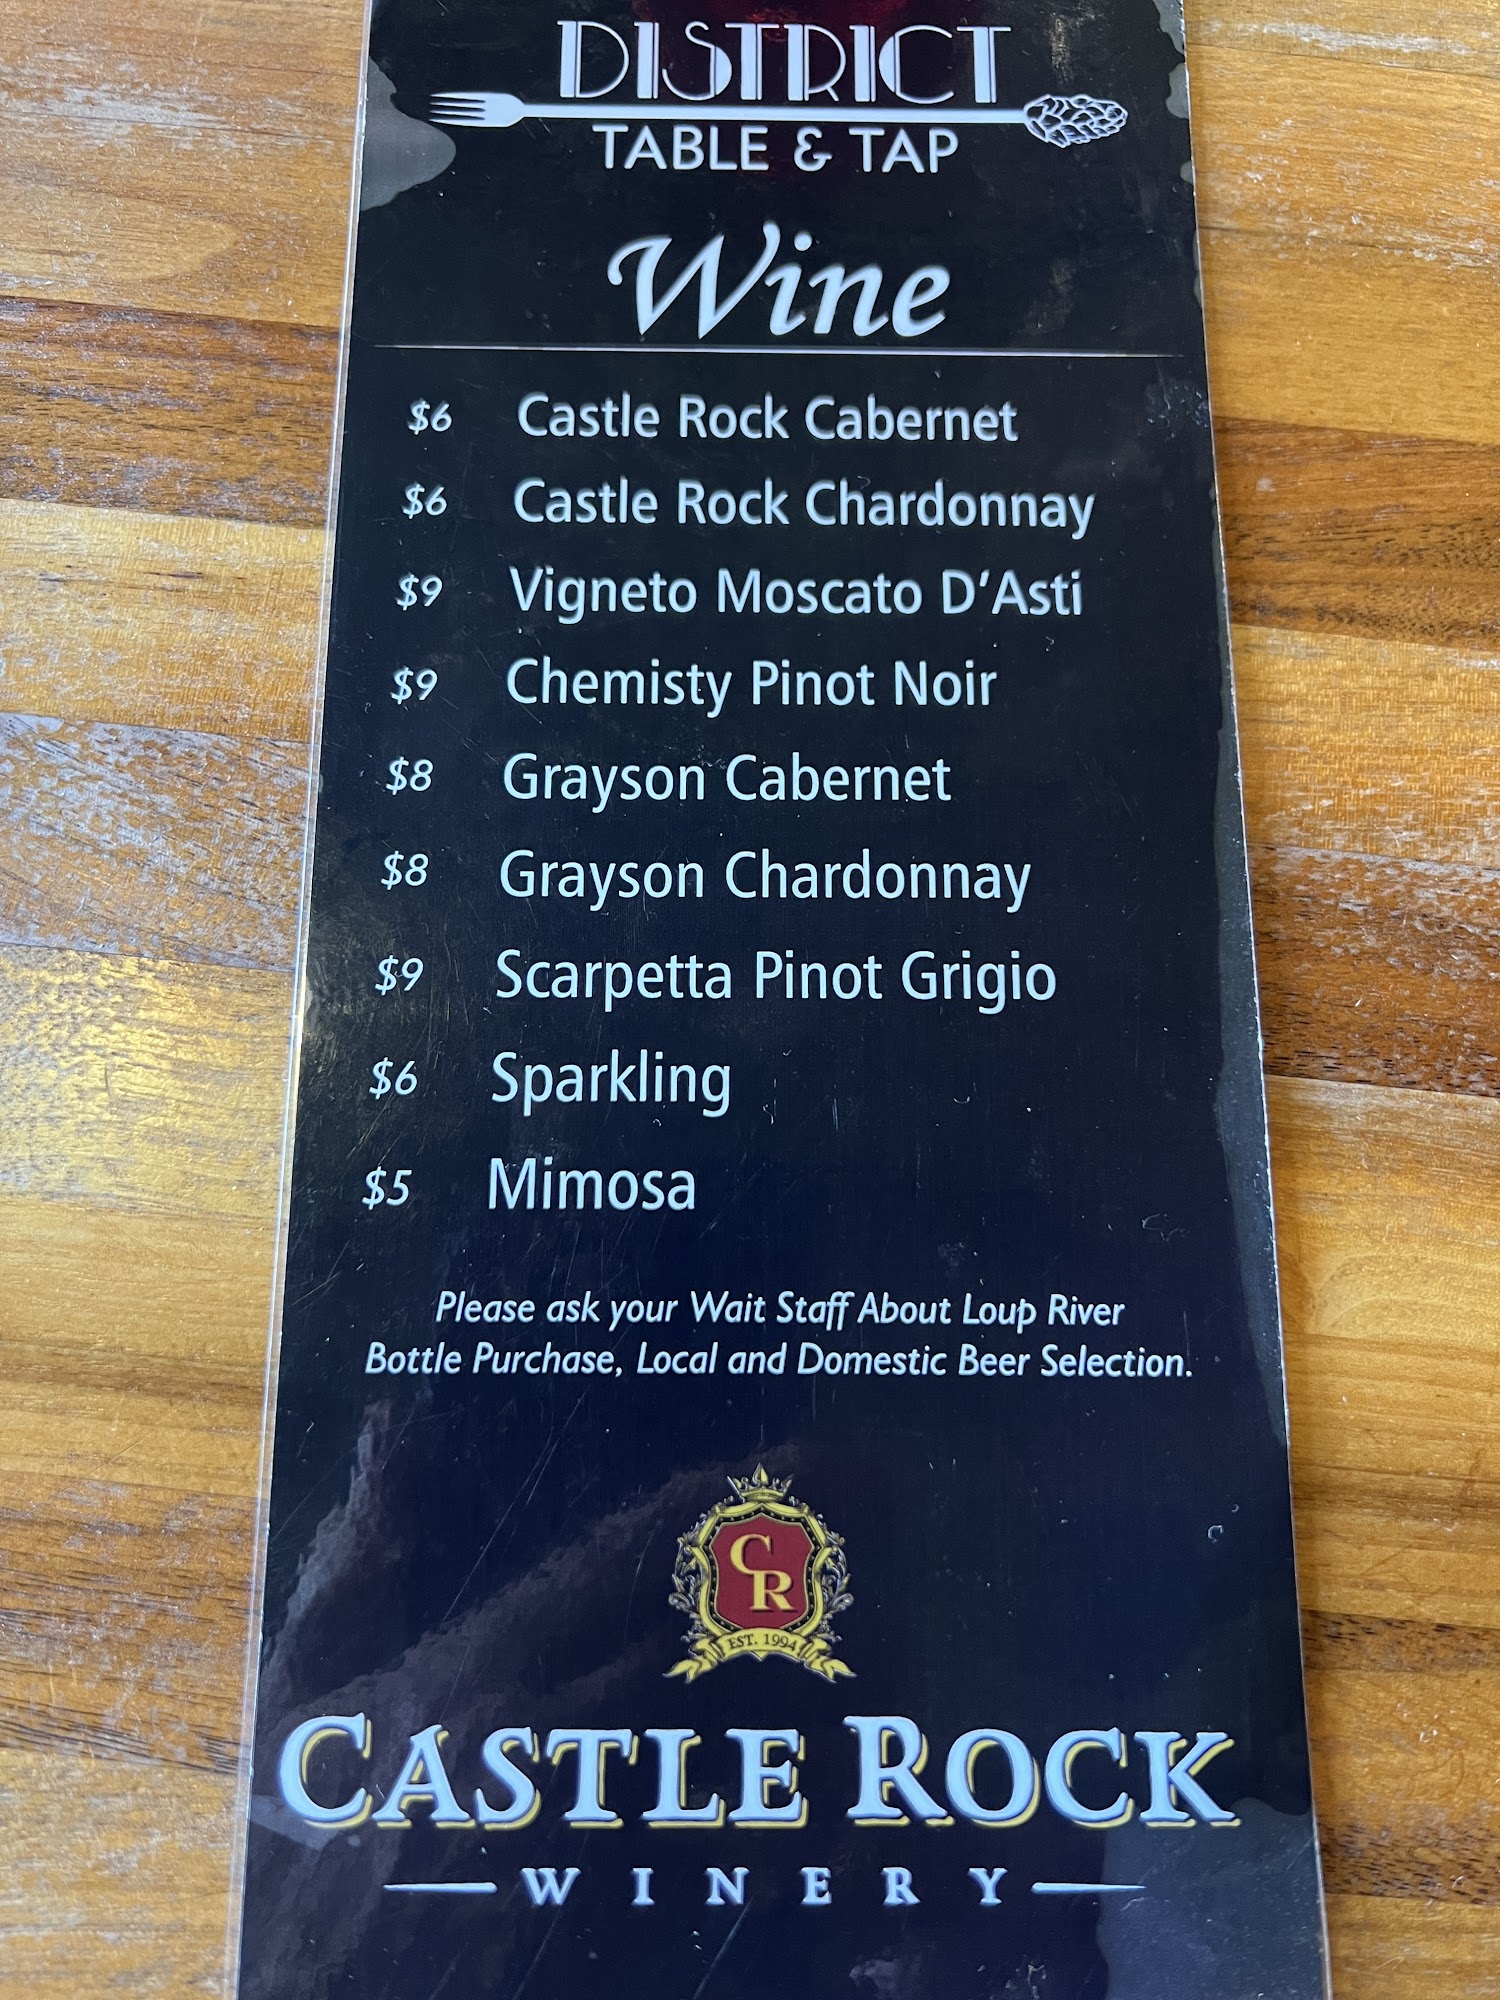 DISTRICT
TABLE & TAP
Wine
$6 Castle Rock Cabernet
$6 Castle Rock Chardonnay
$9 Vigneto Moscato D'Asti
$9 Chemisty Pinot Noir
$8 Grayson Cabernet
$8 Grayson Chardonnay
$9 Scarpetta Pinot Grigio
$6 Sparkling
$5 Mimosa
Please ask your Wait Staff About Loup River
Bottle Purchase, Local and Domestic Beer Selection.
C
R
EST. 1994
CASTLE ROCK
WINERY